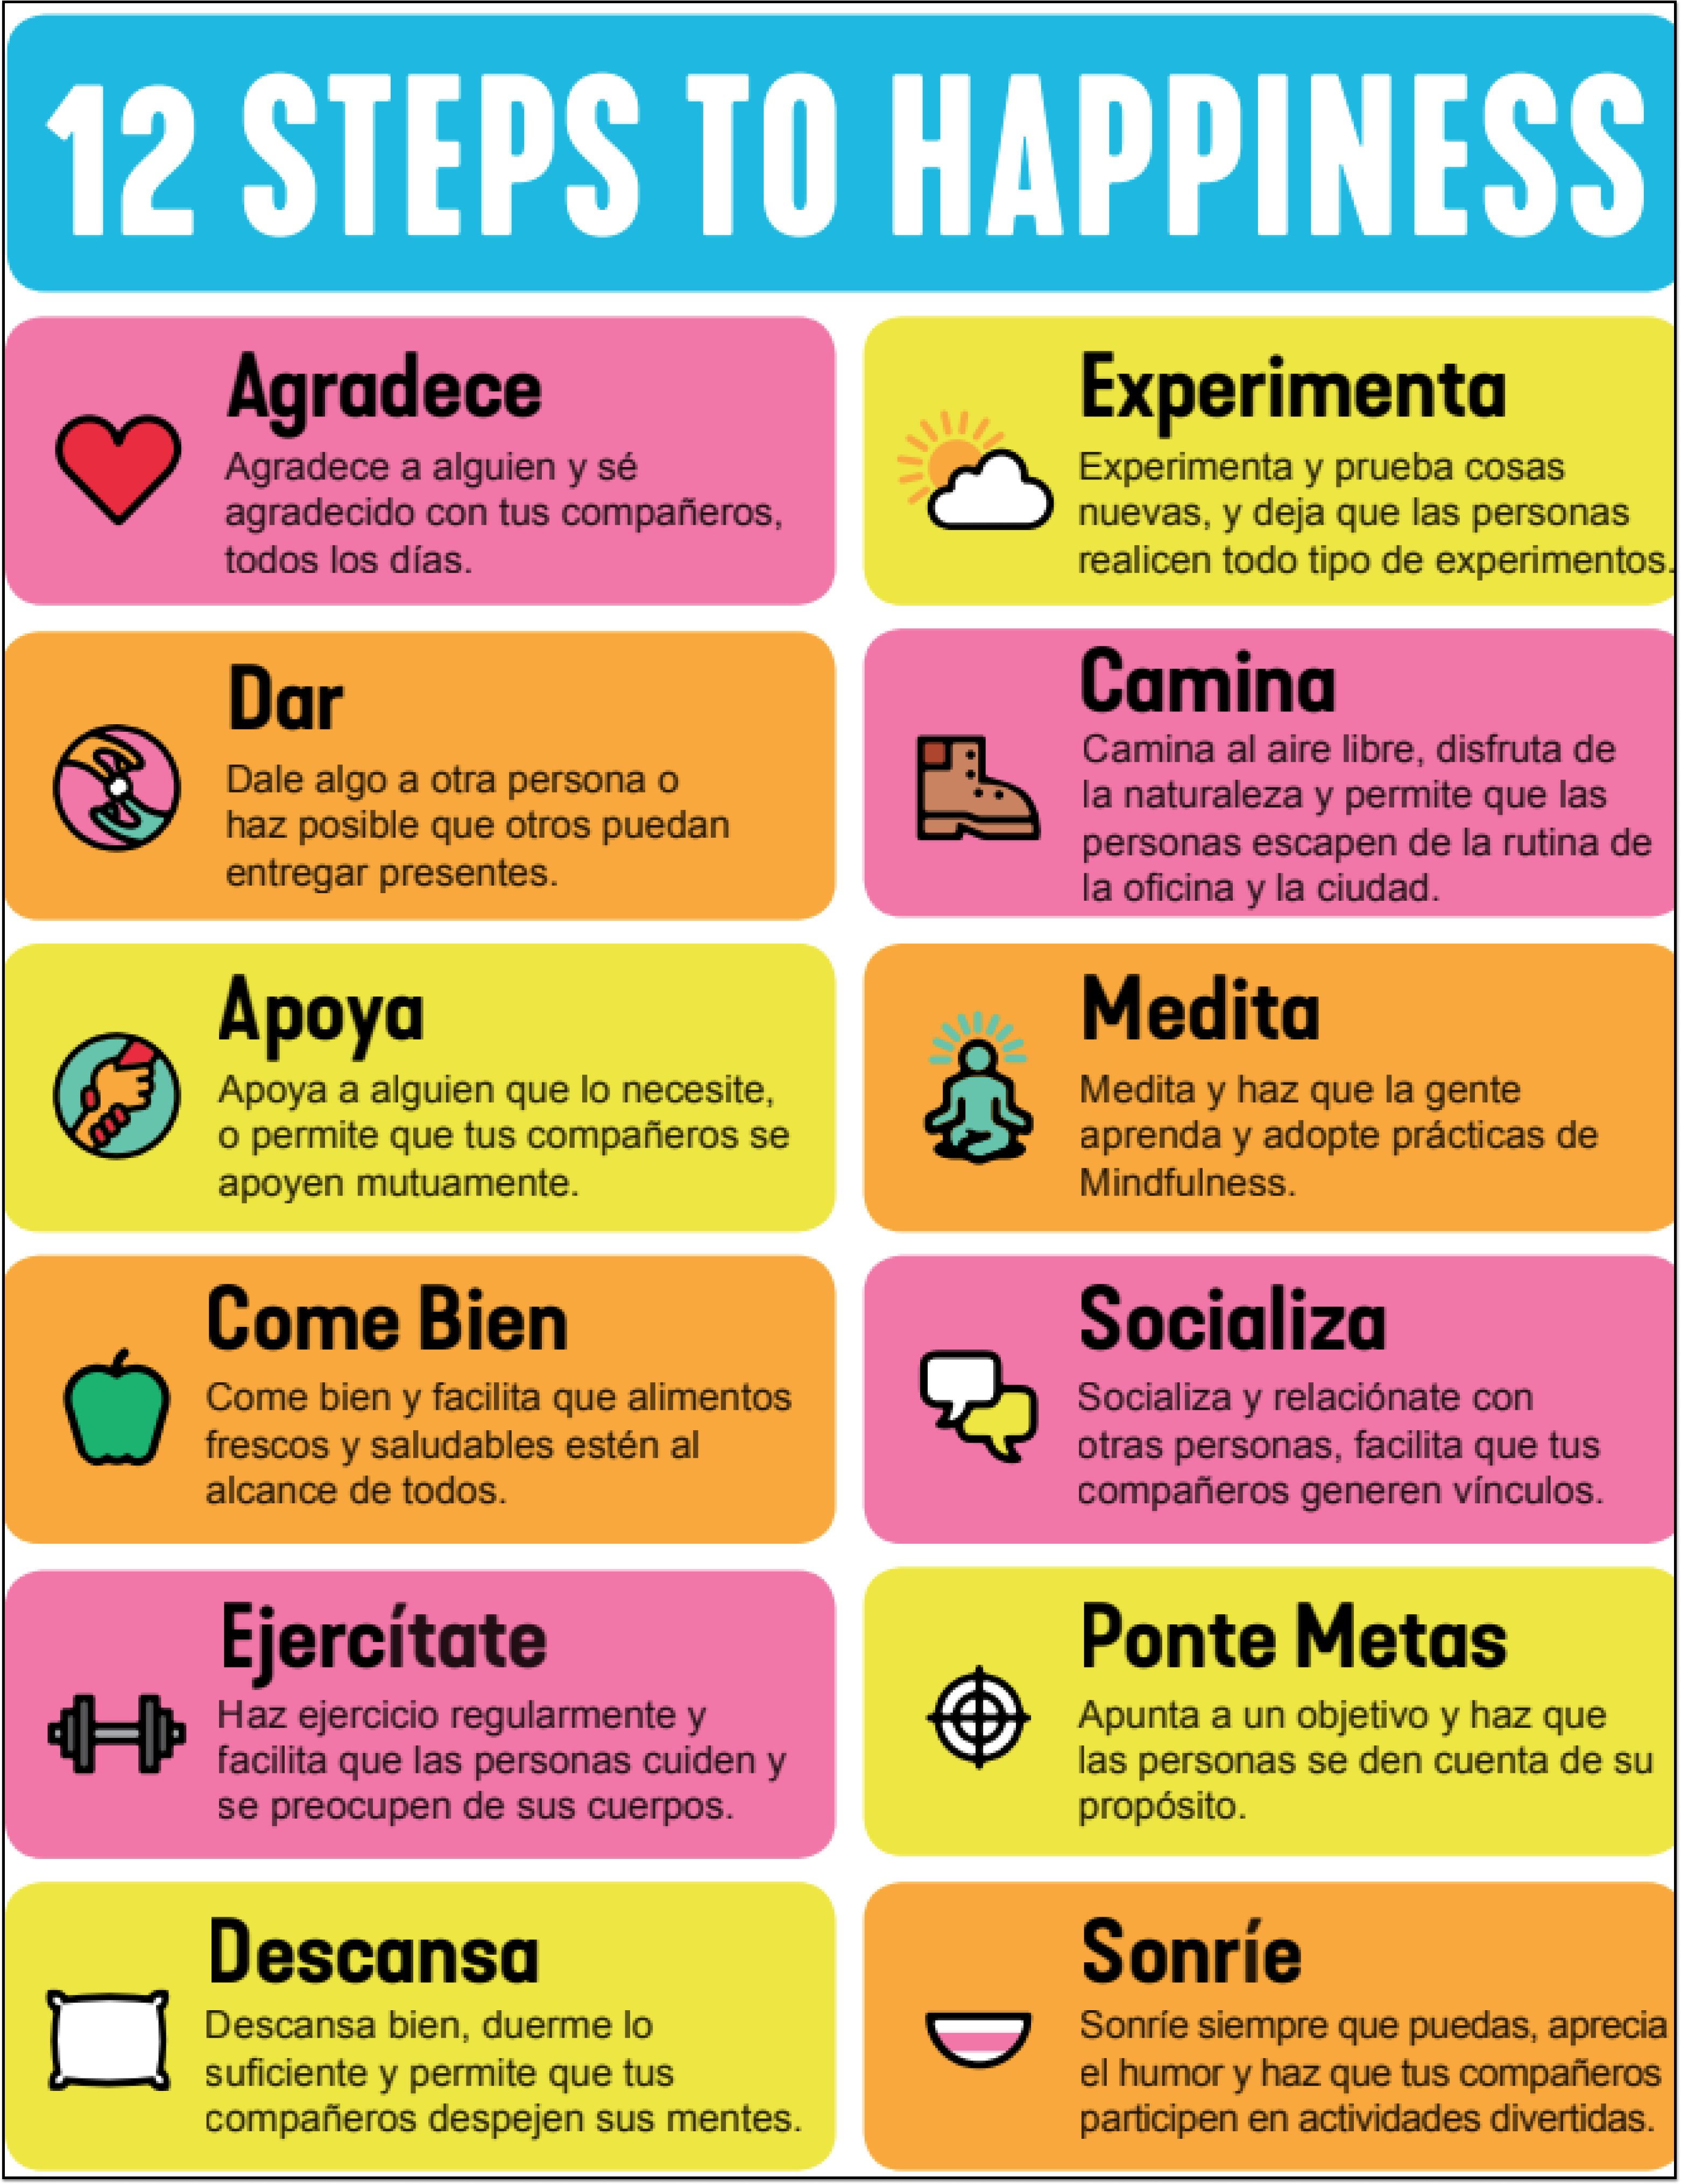 12 STEPS TO HAPPINESS
Agradece
Agradece a alguien y sé
agradecido con tus compañeros,
todos los días.
Experimenta
Experimenta y prueba cosas
nuevas, y deja que las personas
realicen todo tipo de experimentos.
Dar
Dale algo a otra persona o
haz posible que otros puedan
entregar presentes.
Camina
Camina al aire libre, disfruta de
la naturaleza y permite que las
personas escapen de la rutina de
la oficina y la ciudad.
Apoya
Apoya a alguien que lo necesite,
o permite que tus compañeros se
apoyen mutuamente.
Medita
Medita y haz que la gente
aprenda y adopte prácticas de
Mindfulness.
Come Bien
Come bien y facilita que alimentos
frescos y saludables estén al
alcance de todos.
Socializa
Socializa y relaciónate con
otras personas, facilita que tus
compañeros generen vínculos.
Ejercítate
Haz ejercicio regularmente y
facilita que las personas cuiden y
se preocupen de sus cuerpos.
Ponte Metas
Apunta a un objetivo y haz que
las personas se den cuenta de su
propósito.
Descansa
Descansa bien, duerme lo
suficiente y permite que tus
compañeros despejen sus mentes.
Sonríe
Sonríe siempre que puedas, aprecia
el humor y haz que tus compañeros
participen en actividades divertidas.